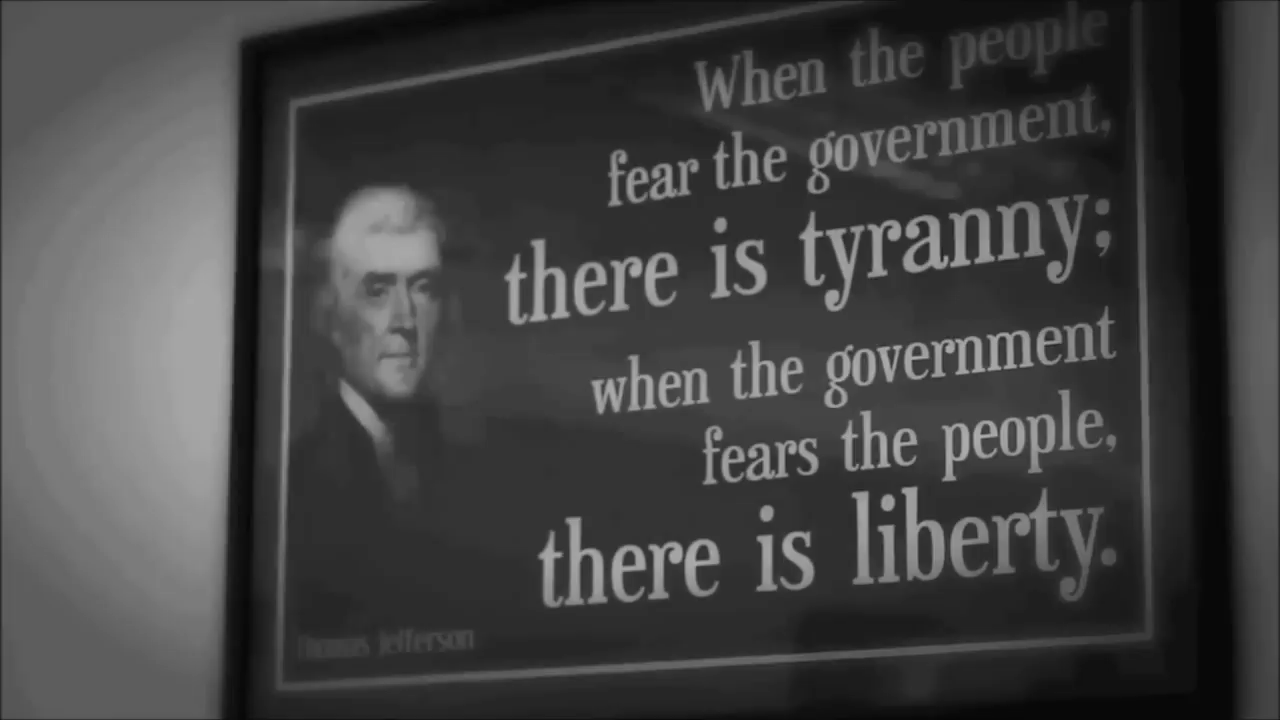 When the people
fear the government,
there is tyranny;
when the government
fears the people,
there is liberty.
Thomas Jefferson